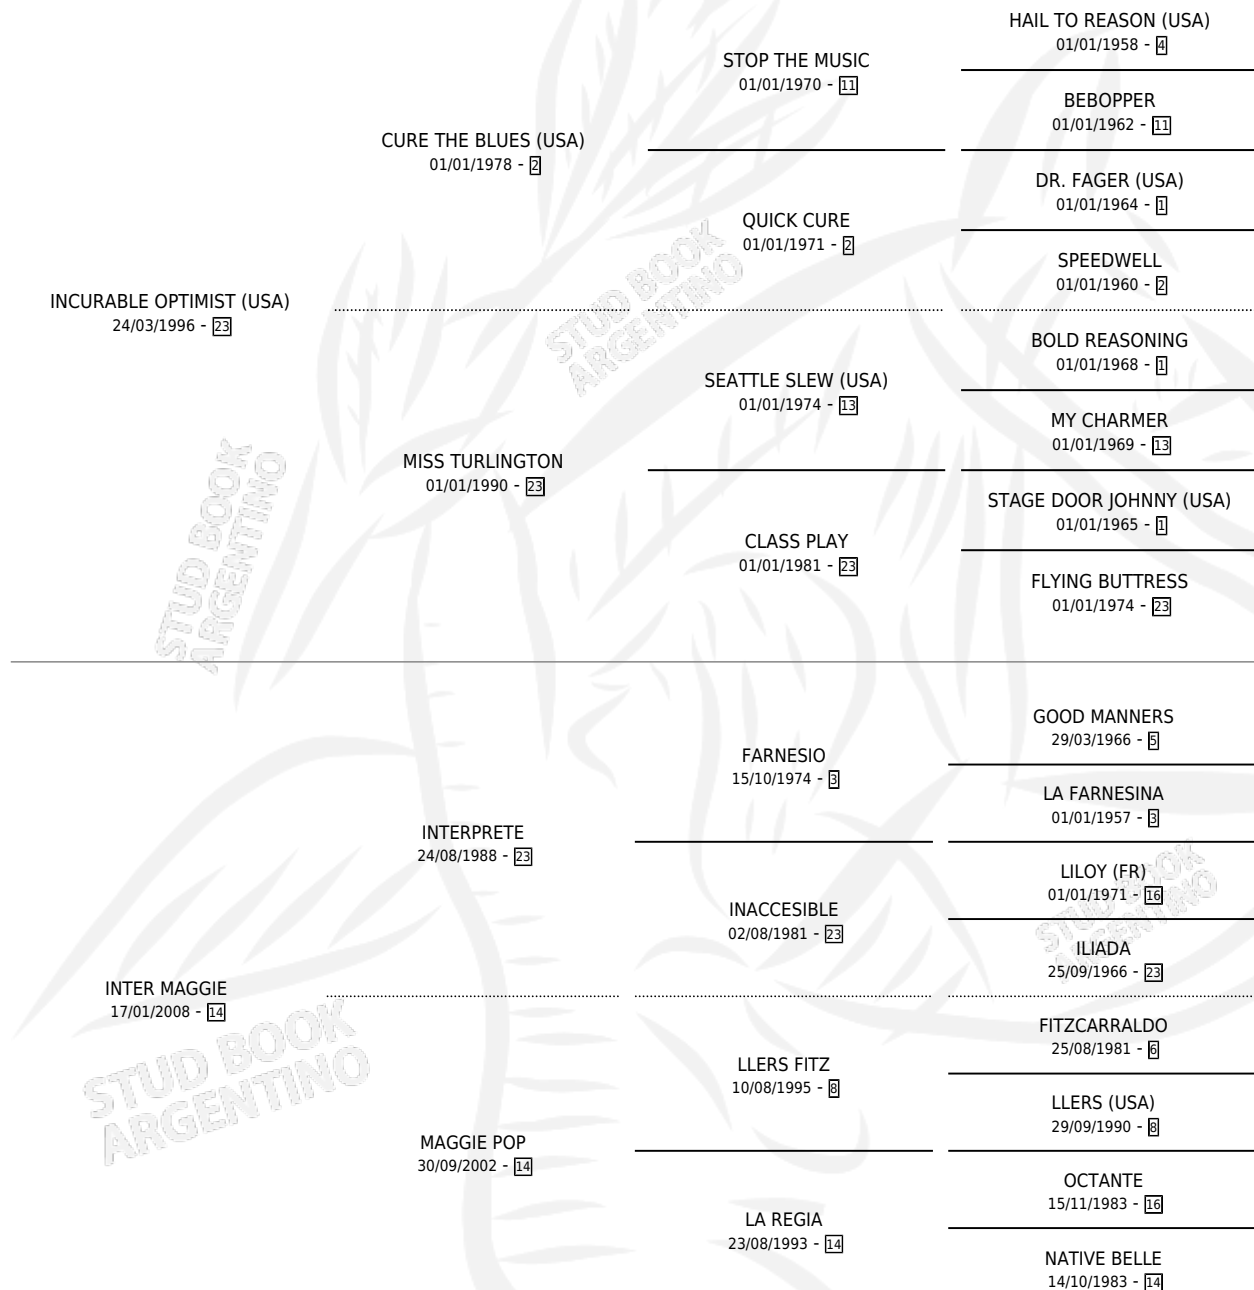 HAIL TO REASON (USA)
01/01/1958 - 4
STOP THE MUSIC
01/01/1970 - 11
BEBOPPER
01/01/1962 - 11
CURE THE BLUES (USA)
01/01/1978 - 2
DR. FAGER (USA)
01/01/1964 - 1
QUICK CURE
01/01/1971 - 2
SPEEDWELL
01/01/1960 - 2
INCURABLE OPTIMIST (USA)
24/03/1996 - 23
BOLD REASONING
01/01/1968 - 1
SEATTLE SLEW (USA)
01/01/1974 - 13
MY CHARMER
01/01/1969 - 13
MISS TURLINGTON
01/01/1990 - 23
STAGE DOOR JOHNNY (USA)
01/01/1965 - 1
CLASS PLAY
01/01/1981 - 23
FLYING BUTTRESS
01/01/1974 - 23
GOOD MANNERS
29/03/1966 - 5
FARNESIO
15/10/1974 - 3
LA FARNESINA
01/01/1957 - 3
INTERPRETE
24/08/1988 - 23
LILOY (FR)
01/01/1971 - 16
INACCESIBLE
02/08/1981 - 23
ILIADA
25/09/1966 - 23
INTER MAGGIE
17/01/2008 - 14
FITZCARRALDO
25/08/1981 - 6
LLERS FITZ
10/08/1995 - 8
LLERS (USA)
29/09/1990 - 8
MAGGIE POP
30/09/2002 - 14
OCTANTE
15/11/1983 - 16
LA REGIA
23/08/1993 - 14
NATIVE BELLE
14/10/1983 - 14
STUD BOOK
ARGENTINO
STUD BOOK
ARGENTINO
STUD BOOK
ARGENTINO
STUD BOOK
ARGENTINO